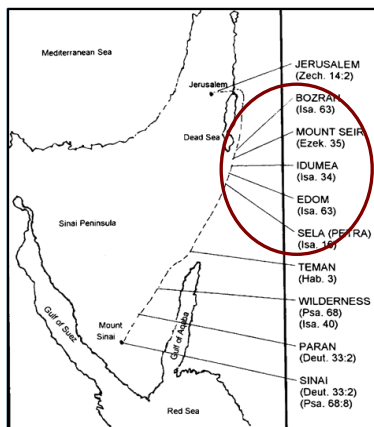 Mediterranean Sea
Jerusalem
Dead Sea
Sinai Peninsula
Gulf of Suez
Mount
Sinai
Gulf of Aqaba
Red Sea
JERUSALEM
(Zech. 14:2)
BOZRAH
(Isa. 63)
MOUNT SEIR
(Ezek. 35)
IDUMEA
(Isa. 34)
EDOM
(Isa. 63)
SELA (PETRA)
(Isa. 16)
TEMAN
(Hab. 3)
WILDERNESS
(Psa. 68)
(Isa. 40)
PARAN
(Deut. 33:2)
SINAI
(Deut. 33:2)
(Psa. 68:8)